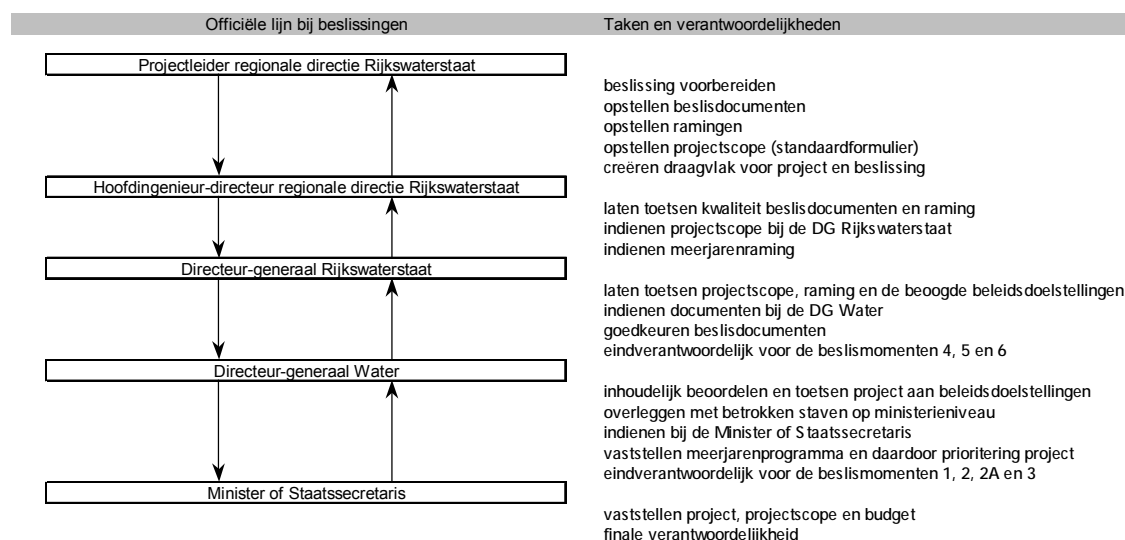 Officiële lijn bij beslissingen
Taken en verantwoordelijkheden
Projectleider regionale directie Rijkswaterstaat
beslissing voorbereiden
opstellen beslisdocumenten
opstellen ramingen
opstellen projectscope (standaardformulier)
creëren draagvlak voor project en beslissing
Hoofdingenieur-directeur regionale directie Rijkswaterstaat
laten toetsen kwaliteit beslisdocumenten en raming
indienen projectscope bij de DG Rijkswaterstaat
indienen meerjarenraming
Directeur-generaal Rijkswaterstaat
laten toetsen projectscope, raming en de beoogde beleidsdoelstellingen
indienen documenten bij de DG Water
goedkeuren beslisdocumenten
eindverantwoordelijk voor de beslismomenten 4, 5 en 6
Directeur-generaal Water
inhoudelijk beoordelen en toetsen project aan beleidsdoelstellingen
overleggen met betrokken staven op ministerieniveau
indienen bij de Minister of Staatssecretaris
vaststellen meerjarenprogramma en daardoor prioritering project
eindverantwoordelijk voor de beslismomenten 1, 2, 2A en 3
Minister of Staatssecretaris
vaststellen project, projectscope en budget
finale verantwoordelijkheid